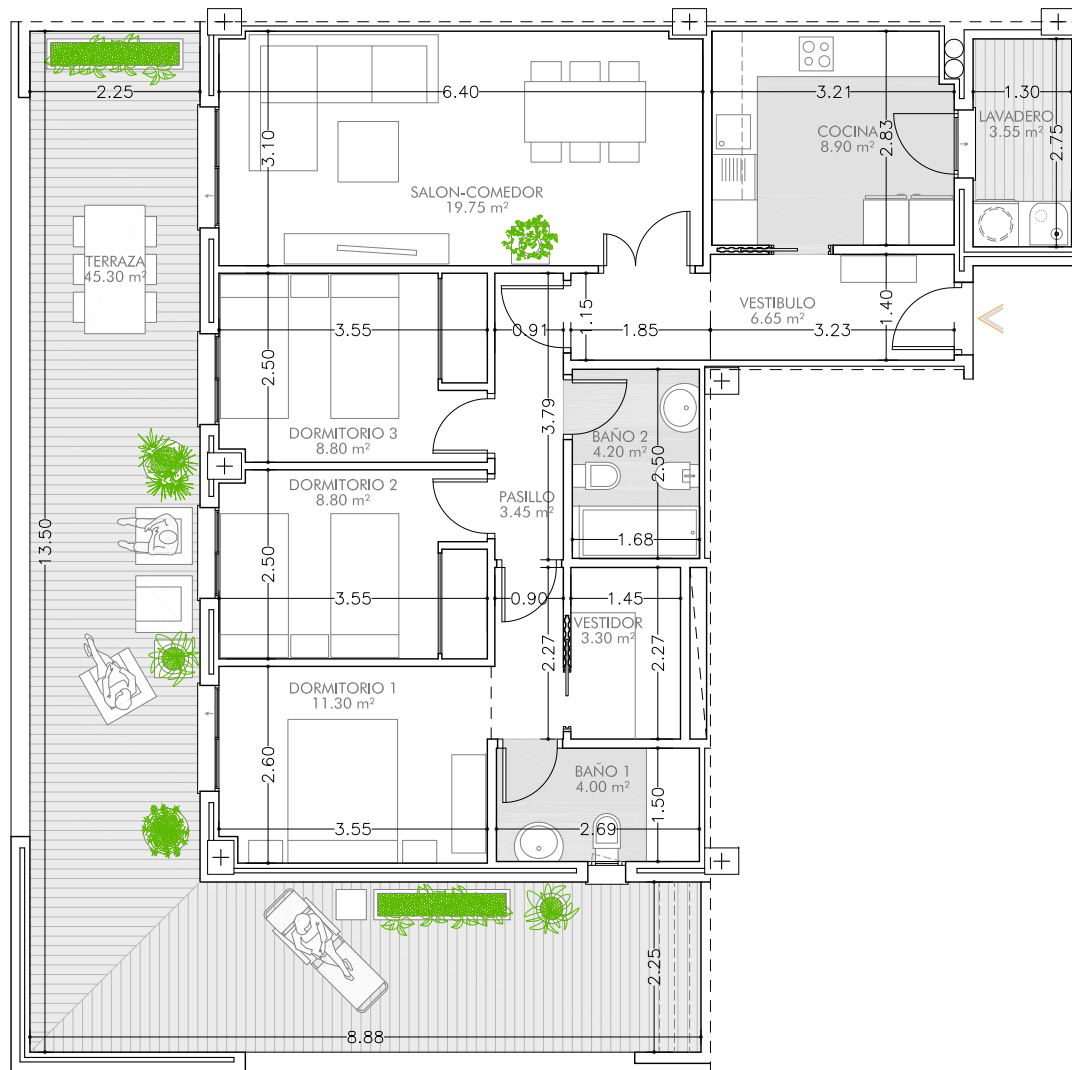 2.25
6.40
3.21
1.30
3.10
COCINA
8.90 m²
2.83
LAVADERO
3.55 m²
2.75
SALON-COMEDOR
19.75 m²
TERRAZA
45.30 m²
VESTIBULO
6.65 m²
1.40
3.55
0.91
1.15
1.85
3.23
2.50
DORMITORIO 3
8.80 m²
3.79
BAÑO 2
4.20 m²
2.50
DORMITORIO 2
8.80 m²
PASILLO
3.45 m²
13.50
1.68
2.50
3.55
0.90
1.45
VESTIDOR
3.30 m²
2.27
2.27
DORMITORIO 1
11.30 m²
2.60
BAÑO 1
4.00 m²
1.50
3.55
2.69
2.25
8.88